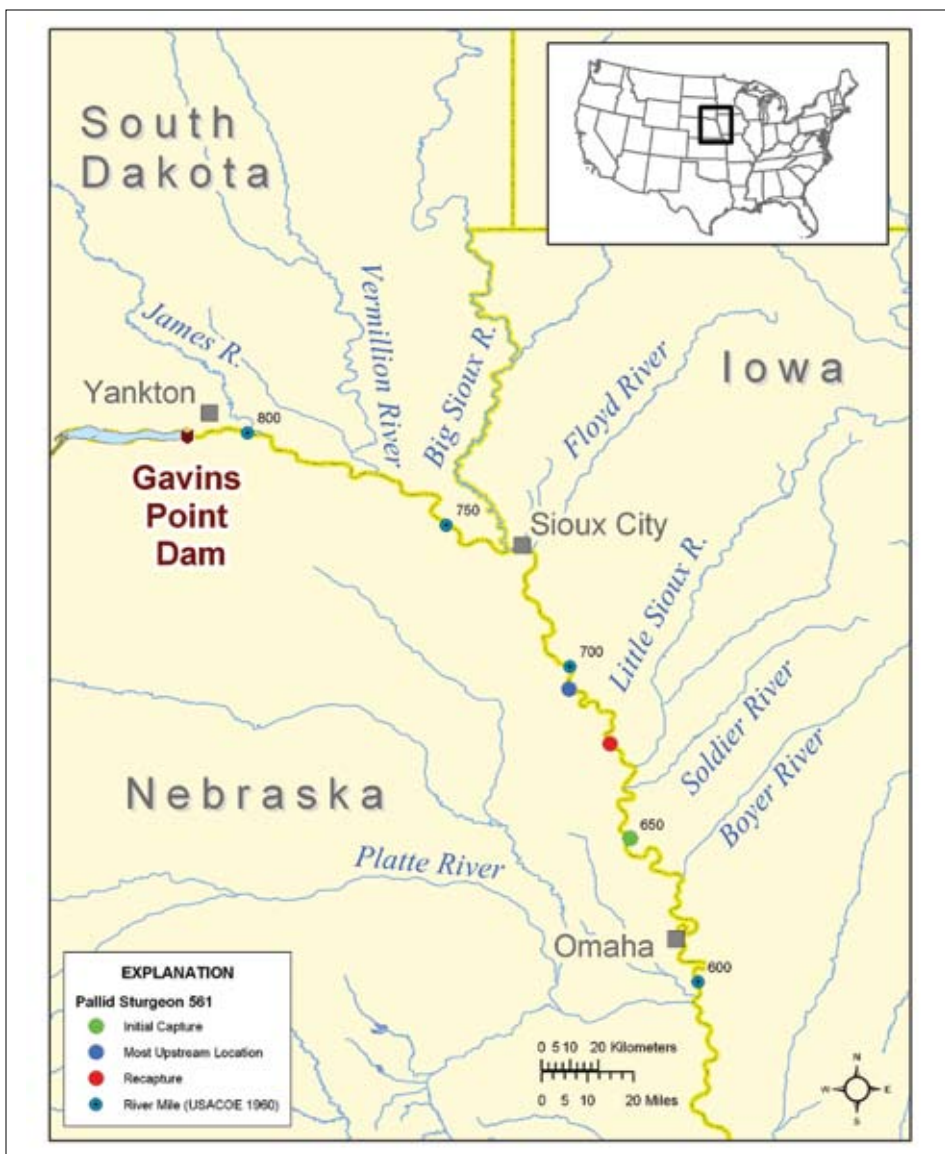 South
Dakota
James R.
Vermillion River
Big Sioux R.
Floyd River
Iowa
Yankton
800
Gavins
Point
Dam
750
Sioux City
Little Sioux R.
700
Soldier River
Nebraska
Boyer River
650
Platte River
Omaha
600
EXPLANATION
Pallid Sturgeon 561
Initial Capture
Most Upstream Location
Recapture
River Mile (USACOE 1960)
0 5 10 20 Kilometers
0 5 10 20 Miles
N
W E
S